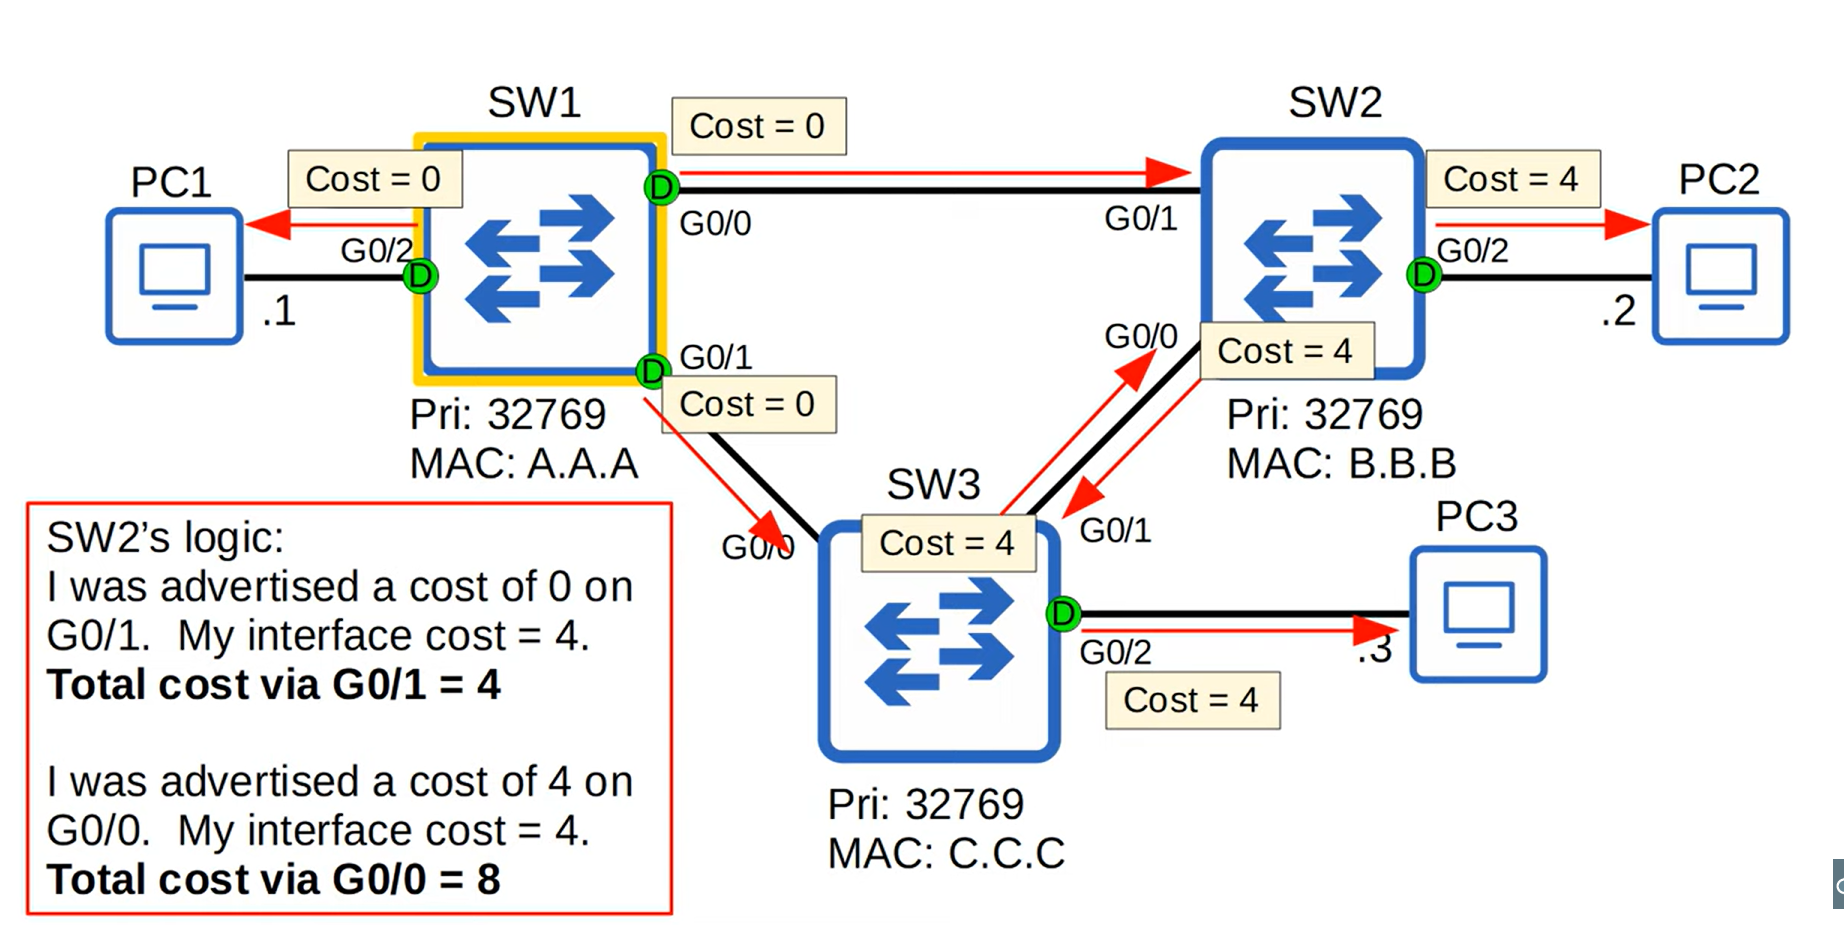 SW1
SW2
Cost = 0
Cost = 0
Cost = 4
PC1
PC2
D
G0/0
G0/1
G0/2
G0/2
D
D
.1
.2
G0/0
G0/1
Cost = 4
D
Cost = 0
Pri: 32769
MAC: A.A.A
Pri: 32769
MAC: B.B.B
SW3
PC3
G0/0
Cost = 4
G0/1
D
G0/2
.3
Cost = 4
Pri: 32769
MAC: C.C.C
SW2’s logic:
I was advertised a cost of 0 on
G0/1. My interface cost = 4.
Total cost via G0/1 = 4
I was advertised a cost of 4 on
G0/0. My interface cost = 4.
Total cost via G0/0 = 8